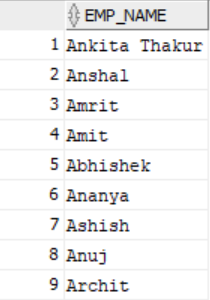 EMP_NAME
1 Ankita Thakur
2 Anshal
3 Amrit
4 Amit
5 Abhishek
6 Ananya
7 Ashish
8 Anuj
9 Archit